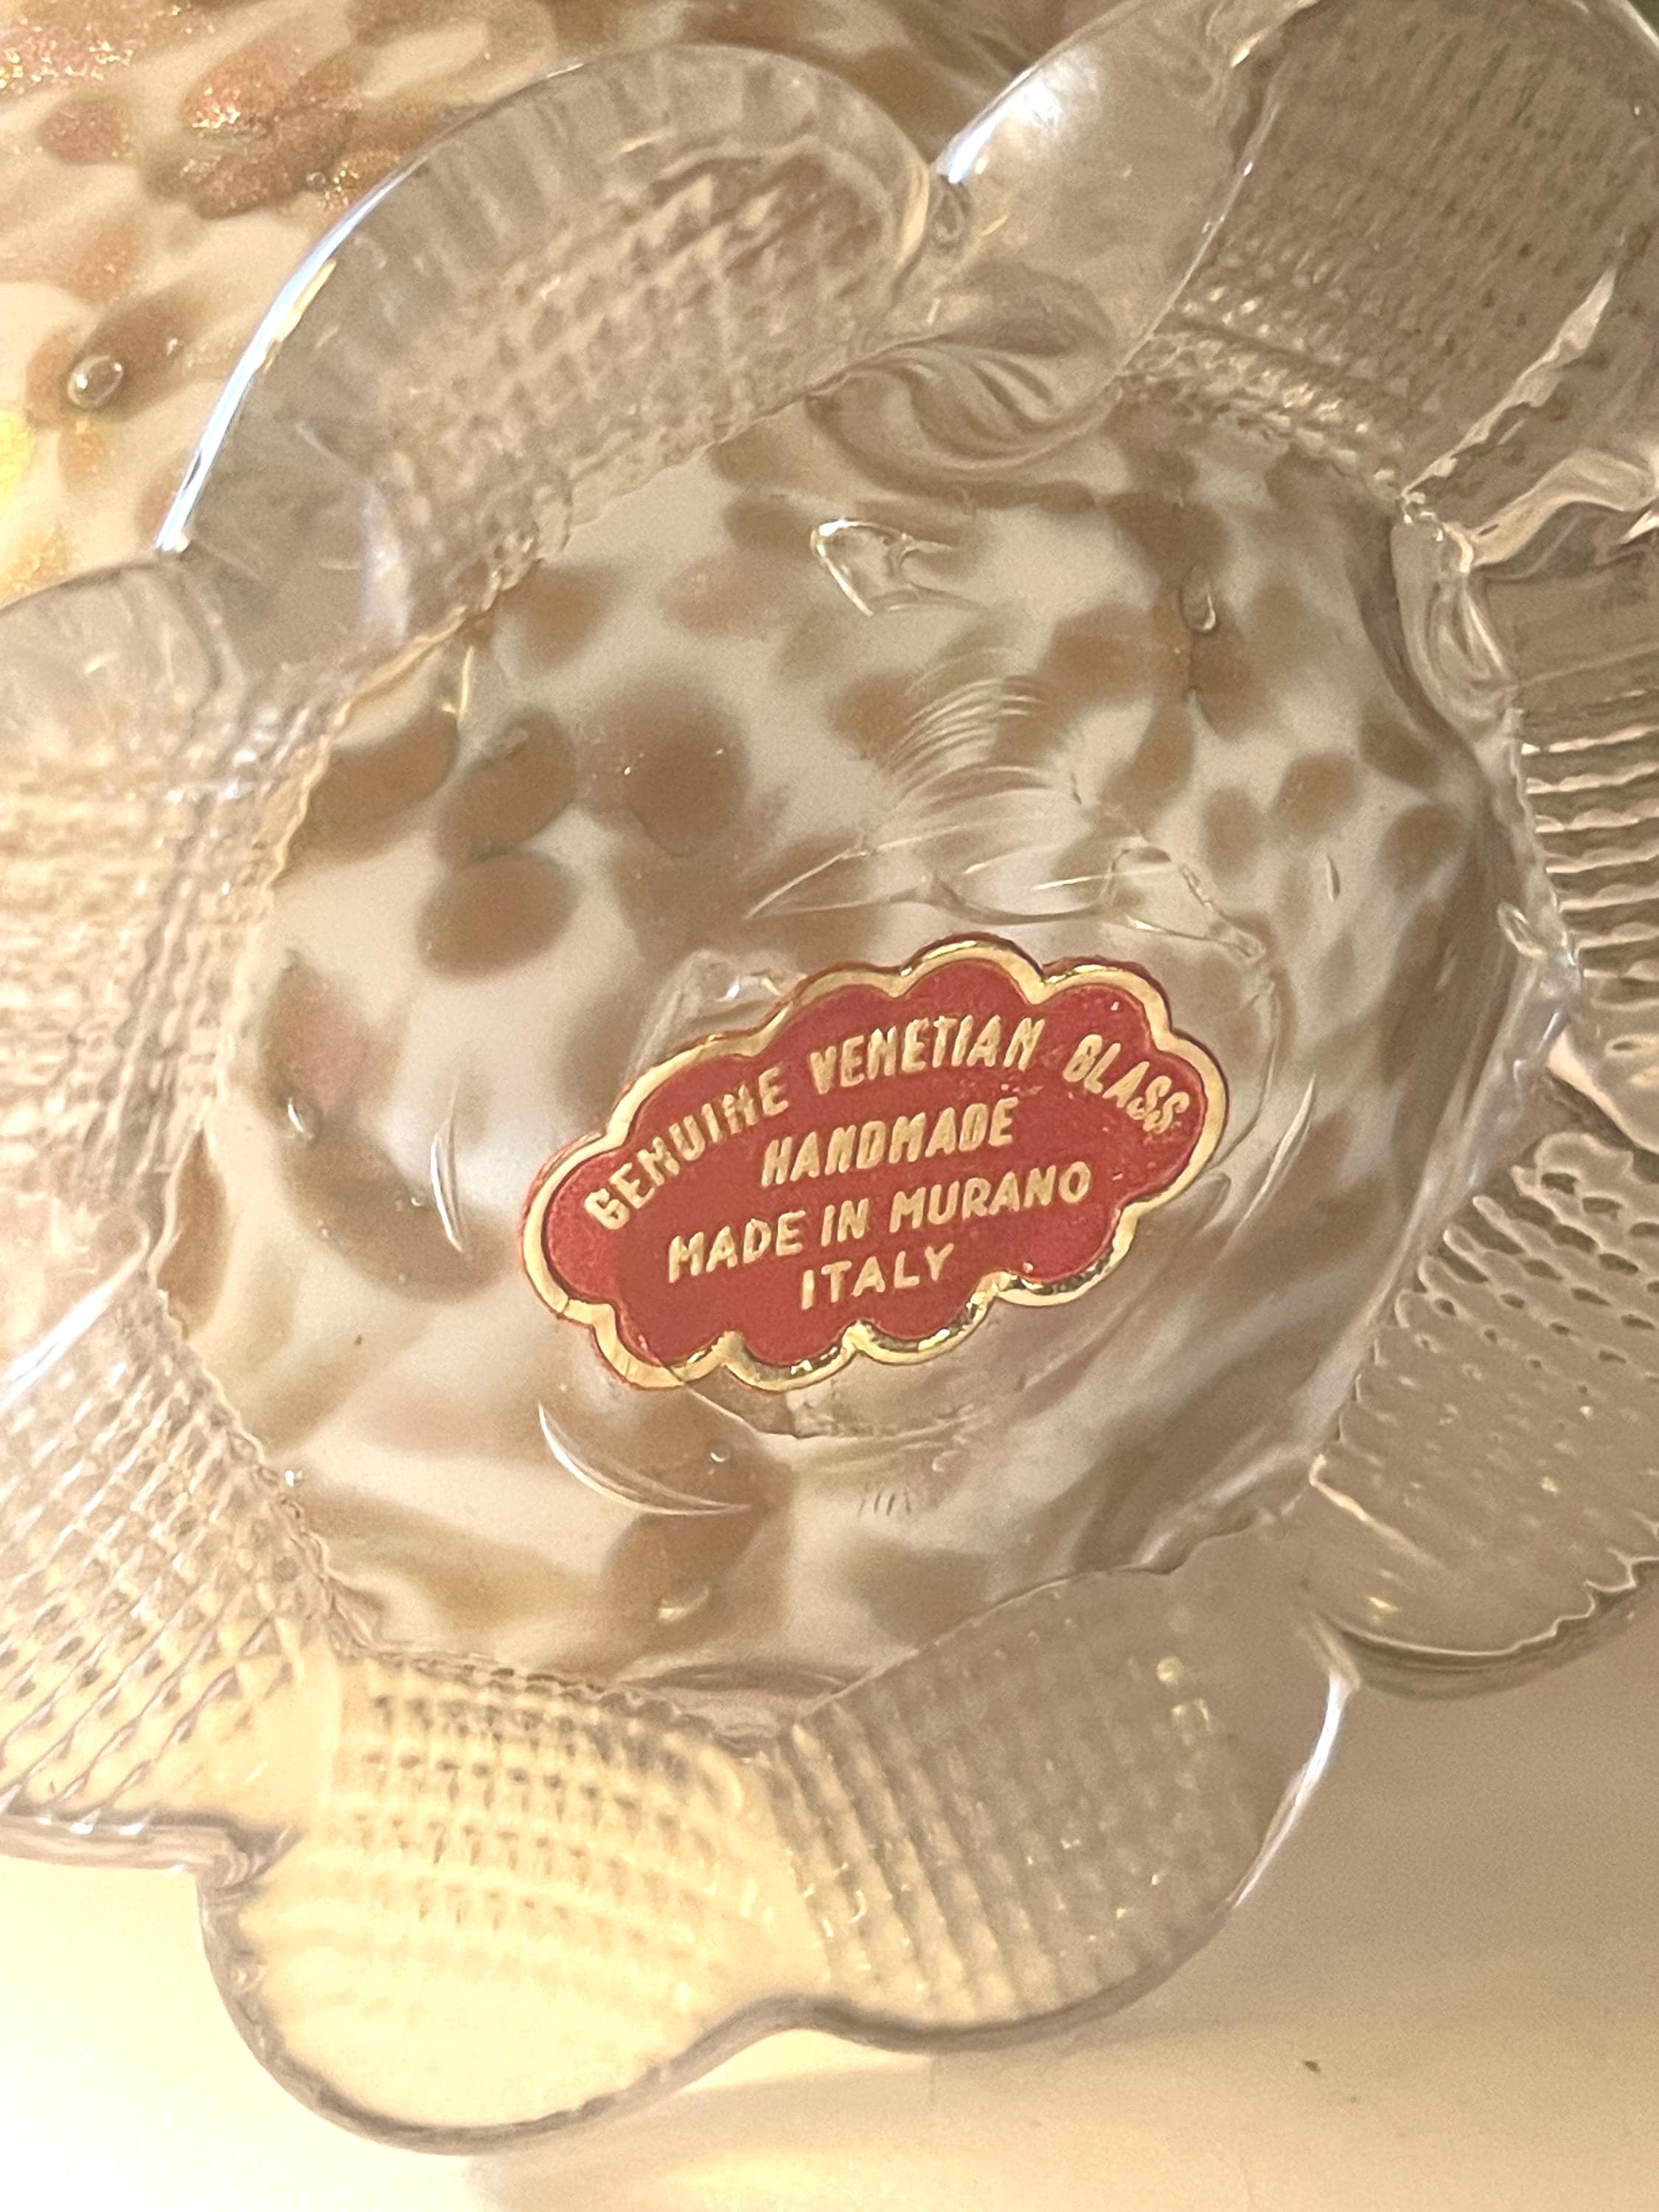 GENUINE VENETIAN GLASS
HANDMADE
MADE IN MURANO
ITALY